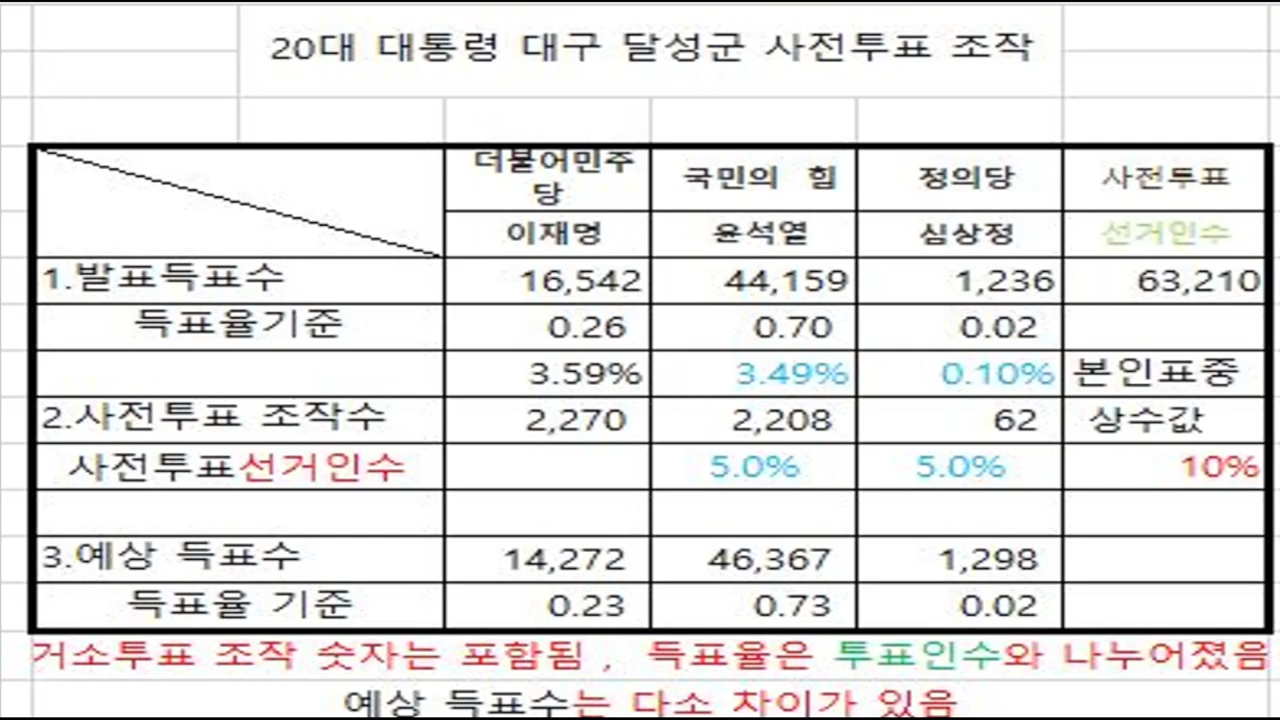 20대 대통령 대구 달성군 사전투표 조작
더불어민주당 국민의 힘 정의당 사전투표
이재명 윤석열 심상정 선거인수
1.발표득표수 16,542 44,159 1,236 63,210
득표율기준 0.26 0.70 0.02
3.59% 3.49% 0.10% 본인표중
2.사전투표 조작수 2,270 2,208 62 상수값
사전투표선거인수 5.0% 5.0% 10%
3.예상 득표수 14,272 46,367 1,298
득표율 기준 0.23 0.73 0.02
거소투표 조작 숫자는 포함됨 , 득표율은 투표인수와 나누어졌음
예상 득표수는 다소 차이가 있음